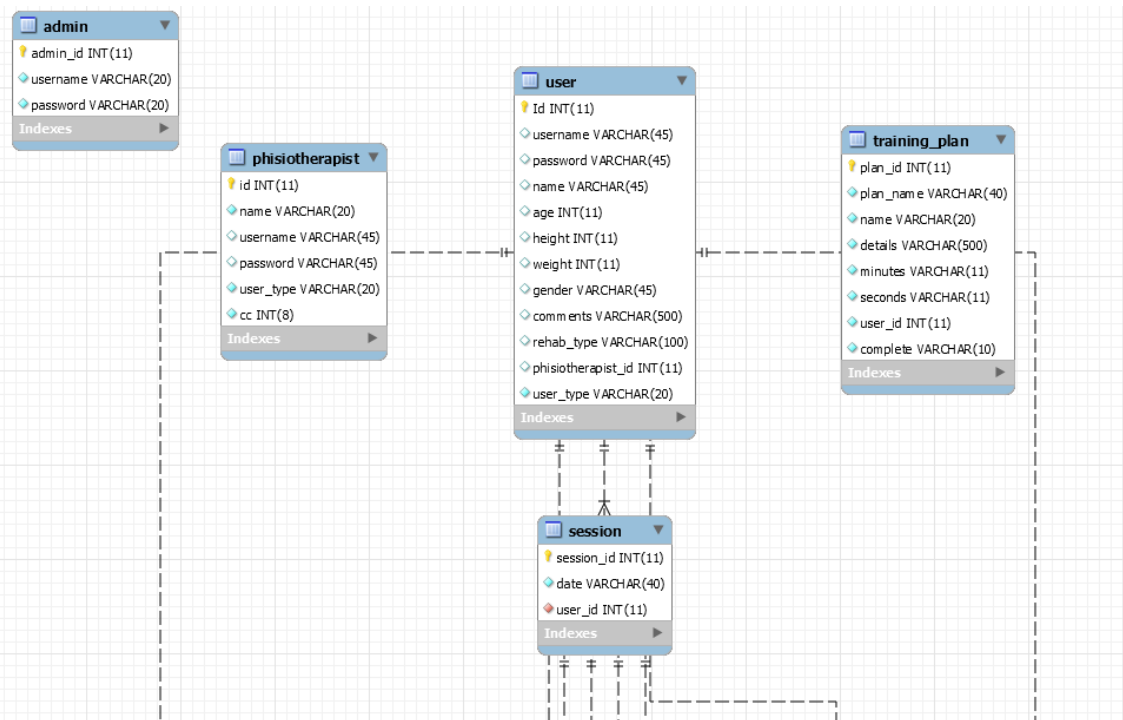 admin
admin_id INT(11)
username VARCHAR(20)
password VARCHAR(20)
Indexes
phisiotherapist
id INT(11)
name VARCHAR(20)
username VARCHAR(45)
password VARCHAR(45)
user_type VARCHAR(20)
cc INT(8)
Indexes
user
Id INT(11)
username VARCHAR(45)
password VARCHAR(45)
name VARCHAR(45)
age INT(11)
height INT(11)
weight INT(11)
gender VARCHAR(45)
comments VARCHAR(500)
rehab_type VARCHAR(100)
phisiotherapist_id INT(11)
user_type VARCHAR(20)
Indexes
training_plan
plan_id INT(11)
plan_name VARCHAR(40)
name VARCHAR(20)
details VARCHAR(500)
minutes VARCHAR(11)
seconds VARCHAR(11)
user_id INT(11)
complete VARCHAR(10)
Indexes
session
session_id INT(11)
date VARCHAR(40)
user_id INT(11)
Indexes